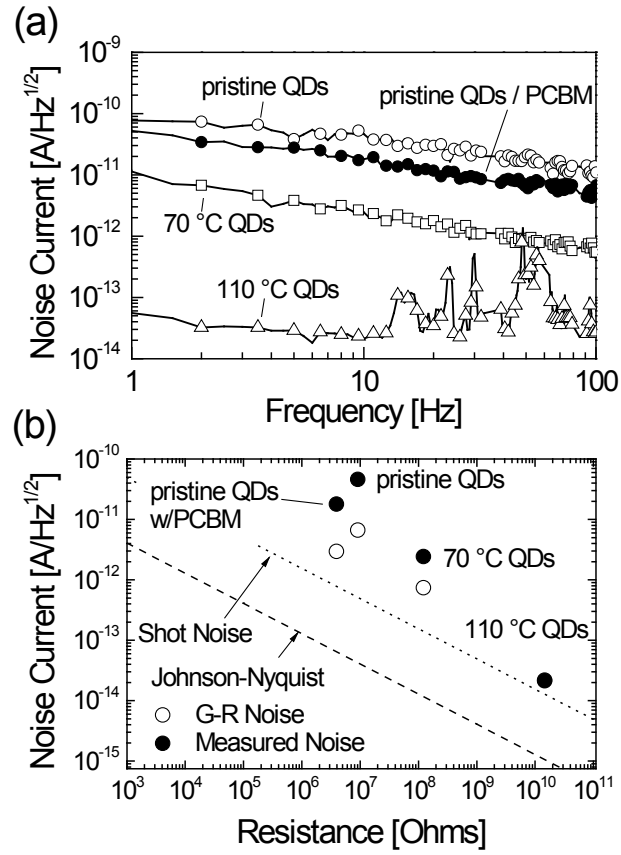 (a)
Noise Current [A/Hz^1/2]
10^-9
10^-10
10^-11
10^-12
10^-13
10^-14
pristine QDs
pristine QDs / PCBM
70 °C QDs
110 °C QDs
1
10
100
Frequency [Hz]
(b)
Noise Current [A/Hz^1/2]
10^-10
10^-11
10^-12
10^-13
10^-14
10^-15
pristine QDs
w/PCBM
pristine QDs
70 °C QDs
110 °C QDs
Shot Noise
Johnson-Nyquist
G-R Noise
Measured Noise
10^3
10^4
10^5
10^6
10^7
10^8
10^9
10^10
10^11
Resistance [Ohms]